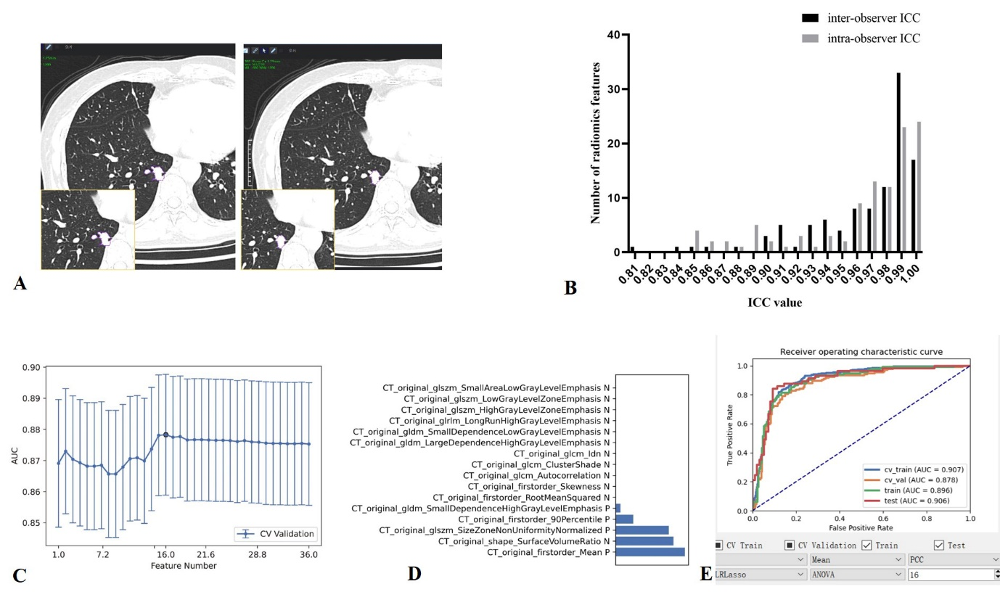 A
inter-observer ICC
intra-observer ICC
Number of radiomics features
40
30
20
10
0
0.81
0.82
0.83
0.84
0.85
0.86
0.87
0.88
0.89
0.90
0.91
0.92
0.93
0.94
0.95
0.96
0.97
0.98
0.99
1.00
ICC value
B
0.90
0.89
0.88
0.87
0.86
0.85
AUC
CV Validation
1.0 7.2 16.0 21.6 28.8 36.0
Feature Number
C
CT_original_glszm_SmallAreaLowGrayLevelEmphasis N
CT_original_glszm_LowGrayLevelZoneEmphasis N
CT_original_glszm_HighGrayLevelZoneEmphasis N
CT_original_glrlm_LongRunHighGrayLevelEmphasis N
CT_original_gldm_SmallDependenceLowGrayLevelEmphasis N
CT_original_gldm_LargeDependenceHighGrayLevelEmphasis N
CT_original_glcm_Idn N
CT_original_glcm_ClusterShade N
CT_original_glcm_Autocorrelation N
CT_original_firstorder_Skewness N
CT_original_firstorder_RootMeanSquared N
CT_original_gldm_SmallDependenceHighGrayLevelEmphasis P
CT_original_firstorder_90Percentile P
CT_original_glszm_SizeZoneNonUniformityNormalized P
CT_original_shape_SurfaceVolumeRatio N
CT_original_firstorder_Mean P
D
Receiver operating characteristic curve
1.0
0.8
0.6
0.4
0.2
0.0
True Positive Rate
cv_train (AUC = 0.907)
cv_val (AUC = 0.878)
train (AUC = 0.896)
test (AUC = 0.906)
0.0 0.2 0.4 0.6 0.8 1.0
False Positive Rate
CV Train CV Validation Train Test
Mean PCC
LRLasso ANOVA 16
E